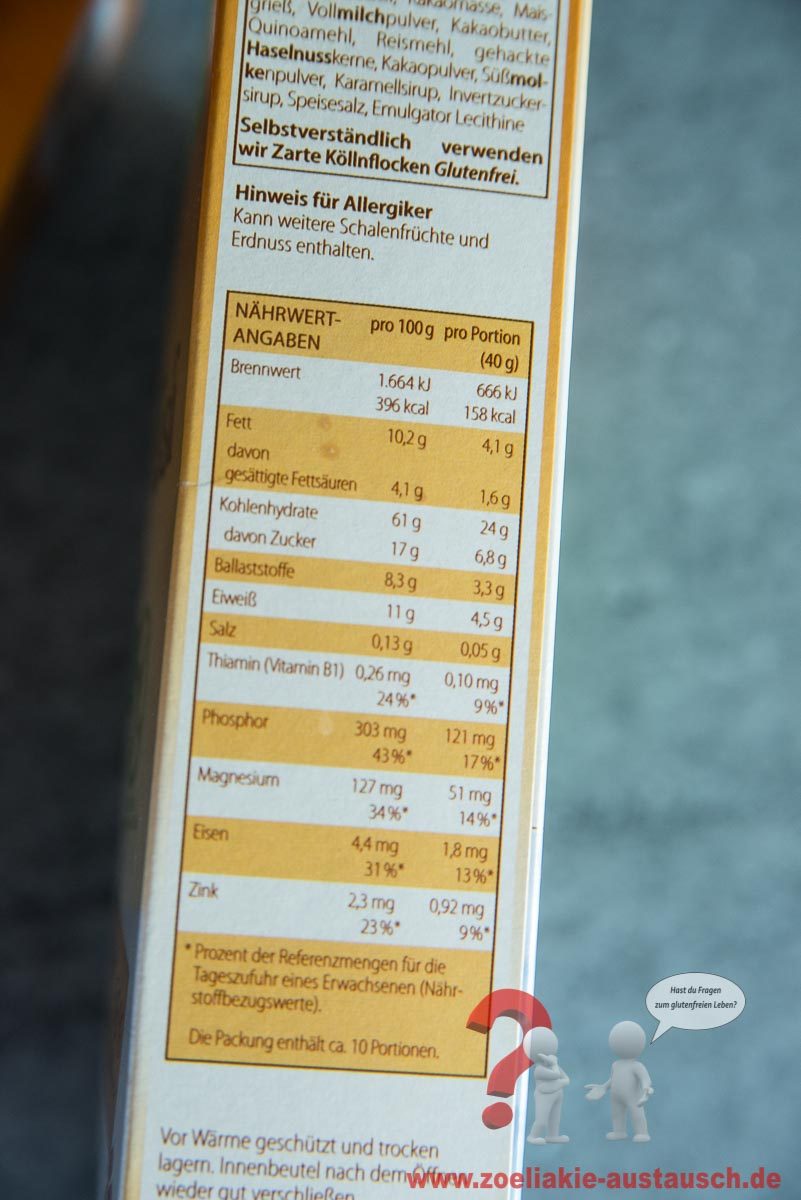 Kakaomasse, Mais-
grieß, Vollmilchpulver, Kakaobutter,
Quinoamehl, Reismehl, gehackte
Haselnusskerne, Kakaopulver, Süßmol-
kenpulver, Karamellsirup, Invertzucker-
sirup, Speisesalz, Emulgator Lecithine
Selbstverständlich verwenden
wir Zarte Köllnflocken Glutenfrei.
Hinweis für Allergiker
Kann weitere Schalenfrüchte und
Erdnuss enthalten.
NÄHRWERT- pro 100 g pro Portion
ANGABEN (40 g)
Brennwert 1.664 kJ 666 kJ
396 kcal 158 kcal
Fett 10,2 g 4,1 g
davon
gesättigte Fettsäuren 4,1 g 1,6 g
Kohlenhydrate 61 g 24 g
davon Zucker 17 g 6,8 g
Ballaststoffe 8,3 g 3,3 g
Eiweiß 11 g 4,5 g
Salz 0,13 g 0,05 g
Thiamin (Vitamin B1) 0,26 mg 0,10 mg
24%* 9%*
Phosphor 303 mg 121 mg
43%* 17%*
Magnesium 127 mg 51 mg
34%* 14%*
Eisen 4,4 mg 1,8 mg
31%* 13%*
Zink 2,3 mg 0,92 mg
23%* 9%*
* Prozent der Referenzmengen für die
Tageszufuhr eines Erwachsenen (Nähr-
stoffbezugswerte).
Die Packung enthält ca. 10 Portionen.
Hast du Fragen
zum glutenfreien Leben?
?
Vor Wärme geschützt und trocken
lagern. Innenbeutel nach dem Öffnen
wieder gut verschließen
www.zoeliakie-austausch.de